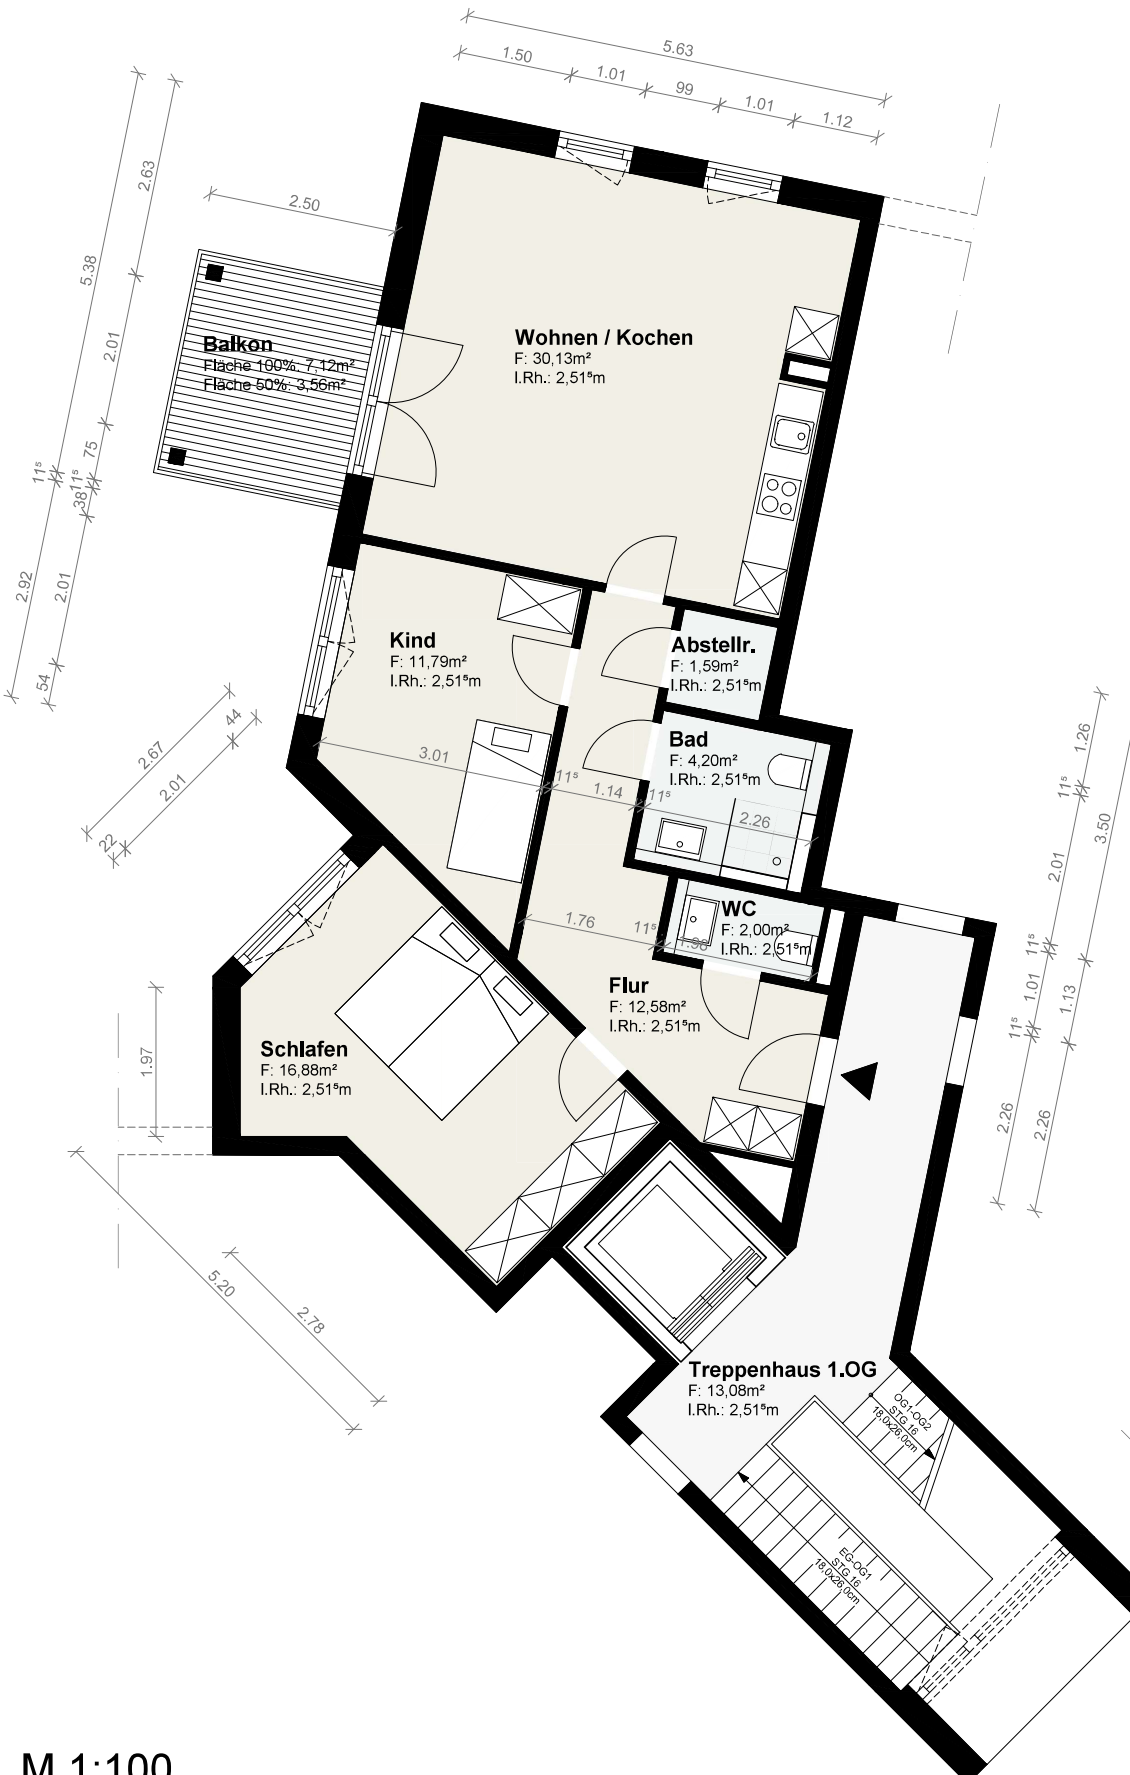 5.63
1.50
1.01
99
1.01
1.12
2.63
5.38
2.01
75
11⁵
11⁵
38
2.92
2.01
54
2.50
Balkon
Fläche 100%: 7,12m²
Fläche 50%: 3,56m²
Wohnen / Kochen
F: 30,13m²
l.Rh.: 2,51⁵m
Kind
F: 11,79m²
l.Rh.: 2,51⁵m
Abstellr.
F: 1,59m²
l.Rh.: 2,51⁵m
Bad
F: 4,20m²
l.Rh.: 2,51⁵m
3.01
11⁵
1.14
11⁵
2.26
44
2.67
2.01
22
WC
F: 2,00m²
l.Rh.: 2,51⁵m
1.76
11⁵
1.98
Flur
F: 12,58m²
l.Rh.: 2,51⁵m
Schlafen
F: 16,88m²
l.Rh.: 2,51⁵m
1.97
5.20
2.78
1.26
11⁵
3.50
2.01
11⁵
1.01
1.13
11⁵
2.26
2.26
Treppenhaus 1.OG
F: 13,08m²
l.Rh.: 2,51⁵m
OG1-OG2
STG 16
18,0x26,0cm
EG-OG1
STG 16
18,0x26,0cm
M 1:100